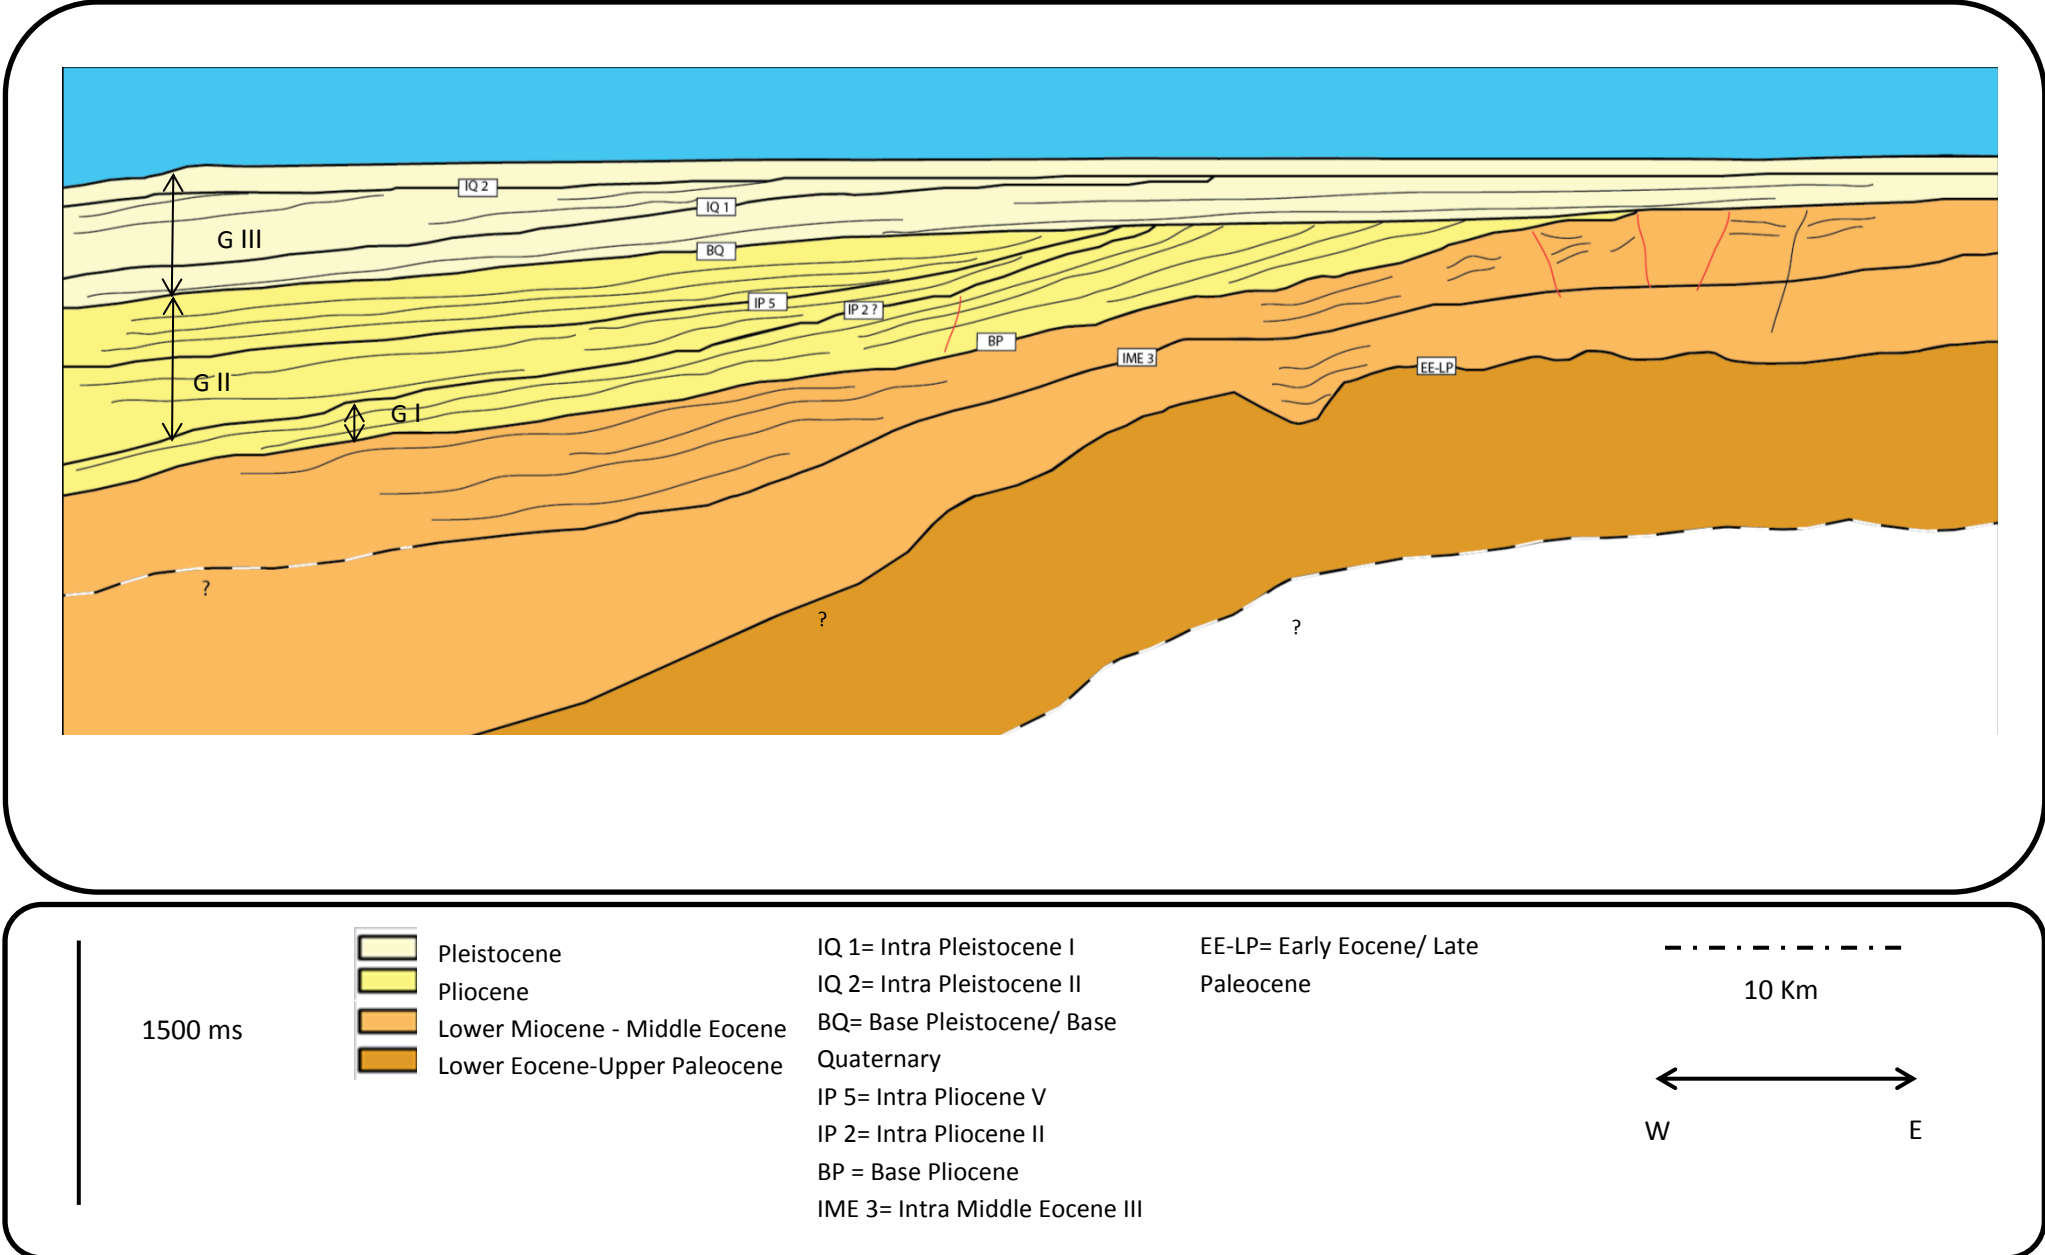 IQ 2
IQ 1
G III
BQ
IP 5
IP 2 ?
BP
IME 3
EE-LP
G II
G I
?
?
?
1500 ms
Pleistocene
Pliocene
Lower Miocene - Middle Eocene
Lower Eocene-Upper Paleocene
IQ 1= Intra Pleistocene I
IQ 2= Intra Pleistocene II
BQ= Base Pleistocene/ Base
Quaternary
IP 5= Intra Pliocene V
IP 2= Intra Pliocene II
BP = Base Pliocene
IME 3= Intra Middle Eocene III
EE-LP= Early Eocene/ Late
Paleocene
10 Km
W
E